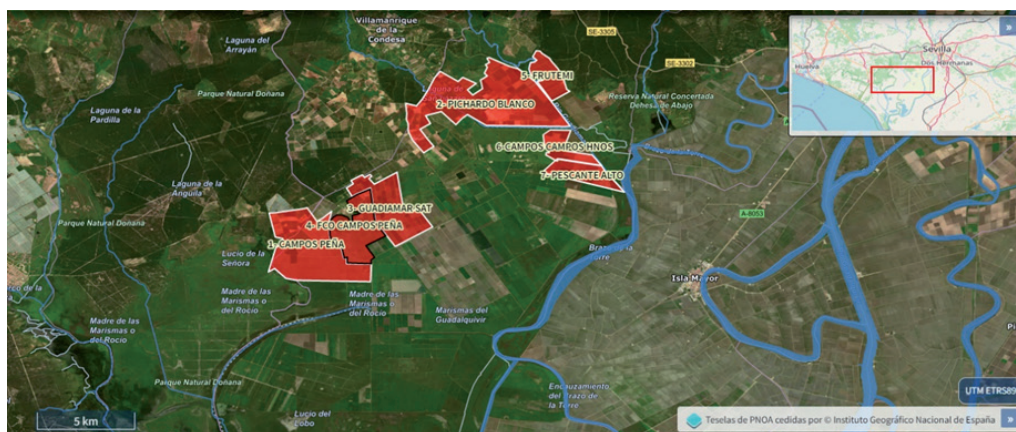 Laguna del
Arrayán
Villamanrique
de la
Condesa
SE-3305
»
Sevilla
Dos Hermanas
Huelva
SE-3302
Parque Natural Doñana
Laguna de la
Pardilla
5- FRUTEMI
2- PICHARDO BLANCO
Reserva Natural Concertada
Dehesa de Abajo
6-CAMPOS CAMPOS HNOS
7- PESCANTE ALTO
Laguna de la
Anguila
Parque Natural Doñana
3- GUADIAMAR SAT
4- FCO CAMPOS PEÑA
1- CAMPOS PEÑA
A-8053
Lucio de la
Señora
Isla Mayor
Madre de las
Marismas o
del Rocío
Madre de las
Marismas o
del Rocío
Madre de las
Marismas o
del Rocío
Marismas del
Guadalquivir
Parque Natural Doñana
Encauzamiento
del Brazo de
la Torre
Lucio del
Lobo
5 km
UTM ETRS89
Teselas de PNOA cedidas por © Instituto Geográfico Nacional de España
»